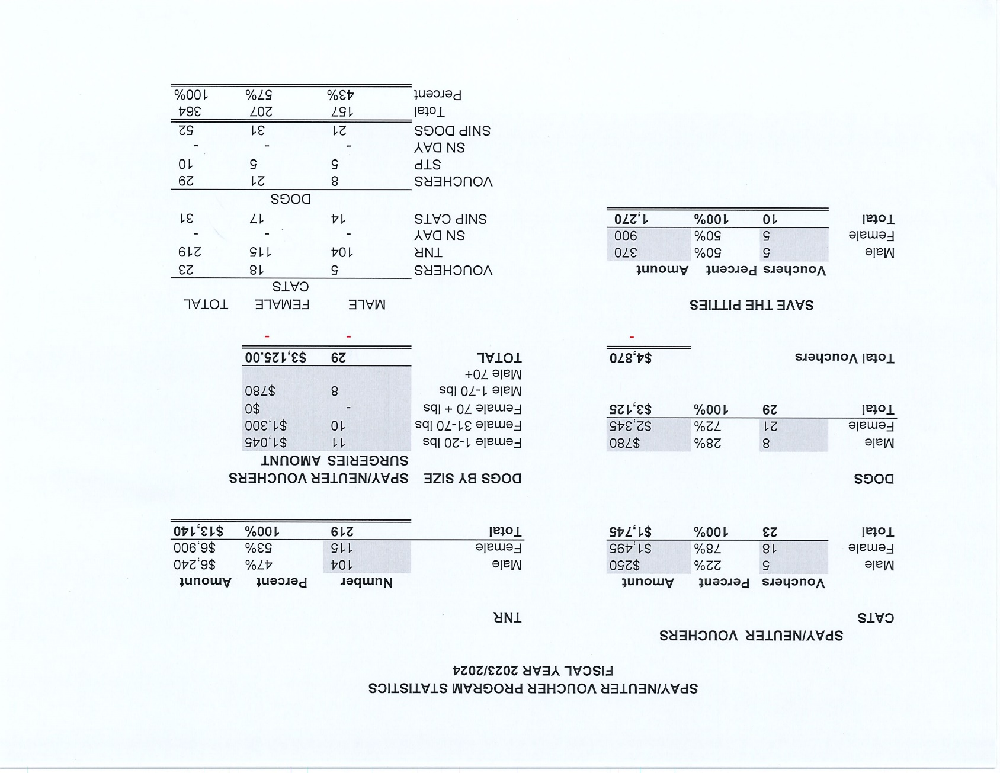 SPAY/NEUTER VOUCHER PROGRAM STATISTICS
FISCAL YEAR 2023/2024
SPAY/NEUTER VOUCHERS
CATS
Vouchers Percent Amount
Male 5 22% $250
Female 18 78% $1,495
Total 23 100% $1,745
DOGS
Male 8 28% $780
Female 21 72% $2,345
Total 29 100% $3,125
Total Vouchers $4,870
-
SAVE THE PITTIES
Vouchers Percent Amount
Male 5 50% 370
Female 5 50% 900
Total 10 100% 1,270
TNR
Number Percent Amount
Male 104 47% $6,240
Female 115 53% $6,900
Total 219 100% $13,140
DOGS BY SIZE SPAY/NEUTER VOUCHERS
SURGERIES AMOUNT
Female 1-20 lbs 11 $1,045
Female 31-70 lbs 10 $1,300
Female 70 + lbs - $0
Male 1-70 lbs 8 $780
Male 70+
TOTAL 29 $3,125.00
- -
MALE FEMALE TOTAL
CATS
VOUCHERS 5 18 23
TNR 104 115 219
SN DAY - - -
SNIP CATS 14 17 31
DOGS
VOUCHERS 8 21 29
STP 5 5 10
SN DAY - - -
SNIP DOGS 21 31 52
Total 157 207 364
Percent 43% 57% 100%